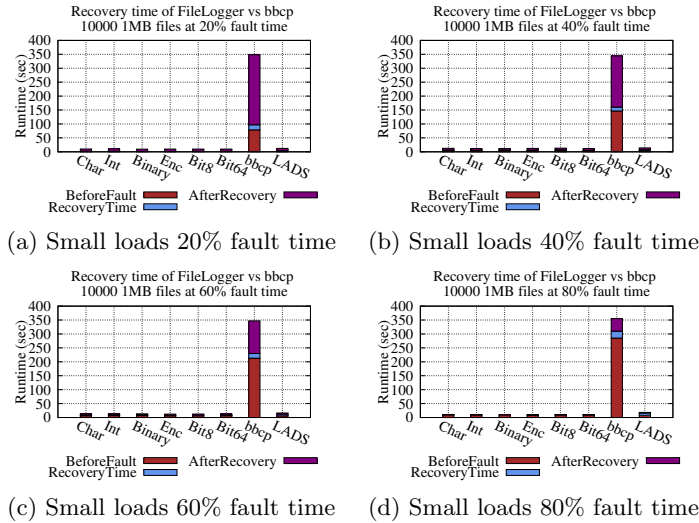 Recovery time of FileLogger vs bbcp
10000 1MB files at 20% fault time
Runtime (sec)
400
350
300
250
200
150
100
50
0
Char
Int
Binary
Enc
Bit8
Bit64
bbcp
LADS
BeforeFault
RecoveryTime
AfterRecovery
(a) Small loads 20% fault time
Recovery time of FileLogger vs bbcp
10000 1MB files at 40% fault time
Runtime (sec)
400
350
300
250
200
150
100
50
0
Char
Int
Binary
Enc
Bit8
Bit64
bbcp
LADS
BeforeFault
RecoveryTime
AfterRecovery
(b) Small loads 40% fault time
Recovery time of FileLogger vs bbcp
10000 1MB files at 60% fault time
Runtime (sec)
400
350
300
250
200
150
100
50
0
Char
Int
Binary
Enc
Bit8
Bit64
bbcp
LADS
BeforeFault
RecoveryTime
AfterRecovery
(c) Small loads 60% fault time
Recovery time of FileLogger vs bbcp
10000 1MB files at 80% fault time
Runtime (sec)
400
350
300
250
200
150
100
50
0
Char
Int
Binary
Enc
Bit8
Bit64
bbcp
LADS
BeforeFault
RecoveryTime
AfterRecovery
(d) Small loads 80% fault time